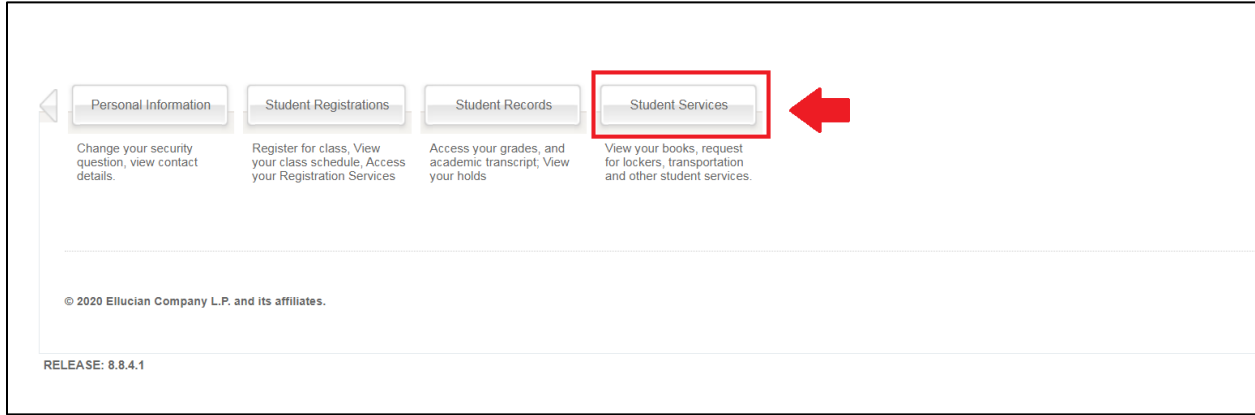 Personal Information
Student Registrations
Student Records
Student Services
Change your security
question, view contact
details.
Register for class, View
your class schedule, Access
your Registration Services
Access your grades, and
academic transcript; View
your holds
View your books, request
for lockers, transportation
and other student services.
© 2020 Ellucian Company L.P. and its affiliates.
RELEASE: 8.8.4.1